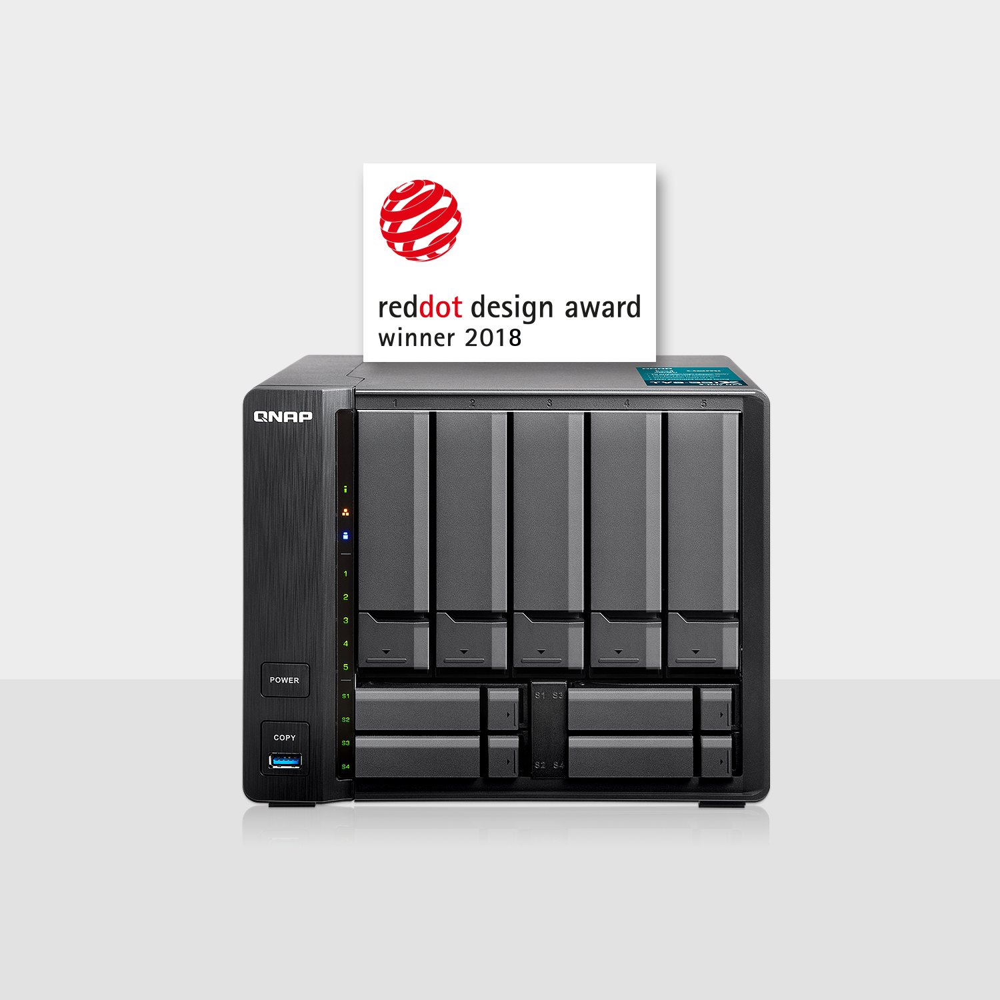 reddot design award
winner 2018
QNAP
1 2 3 4 5
1
2
3
4
5
S1
S2
S3
S4
POWER
COPY
S1 S3
S2 S4